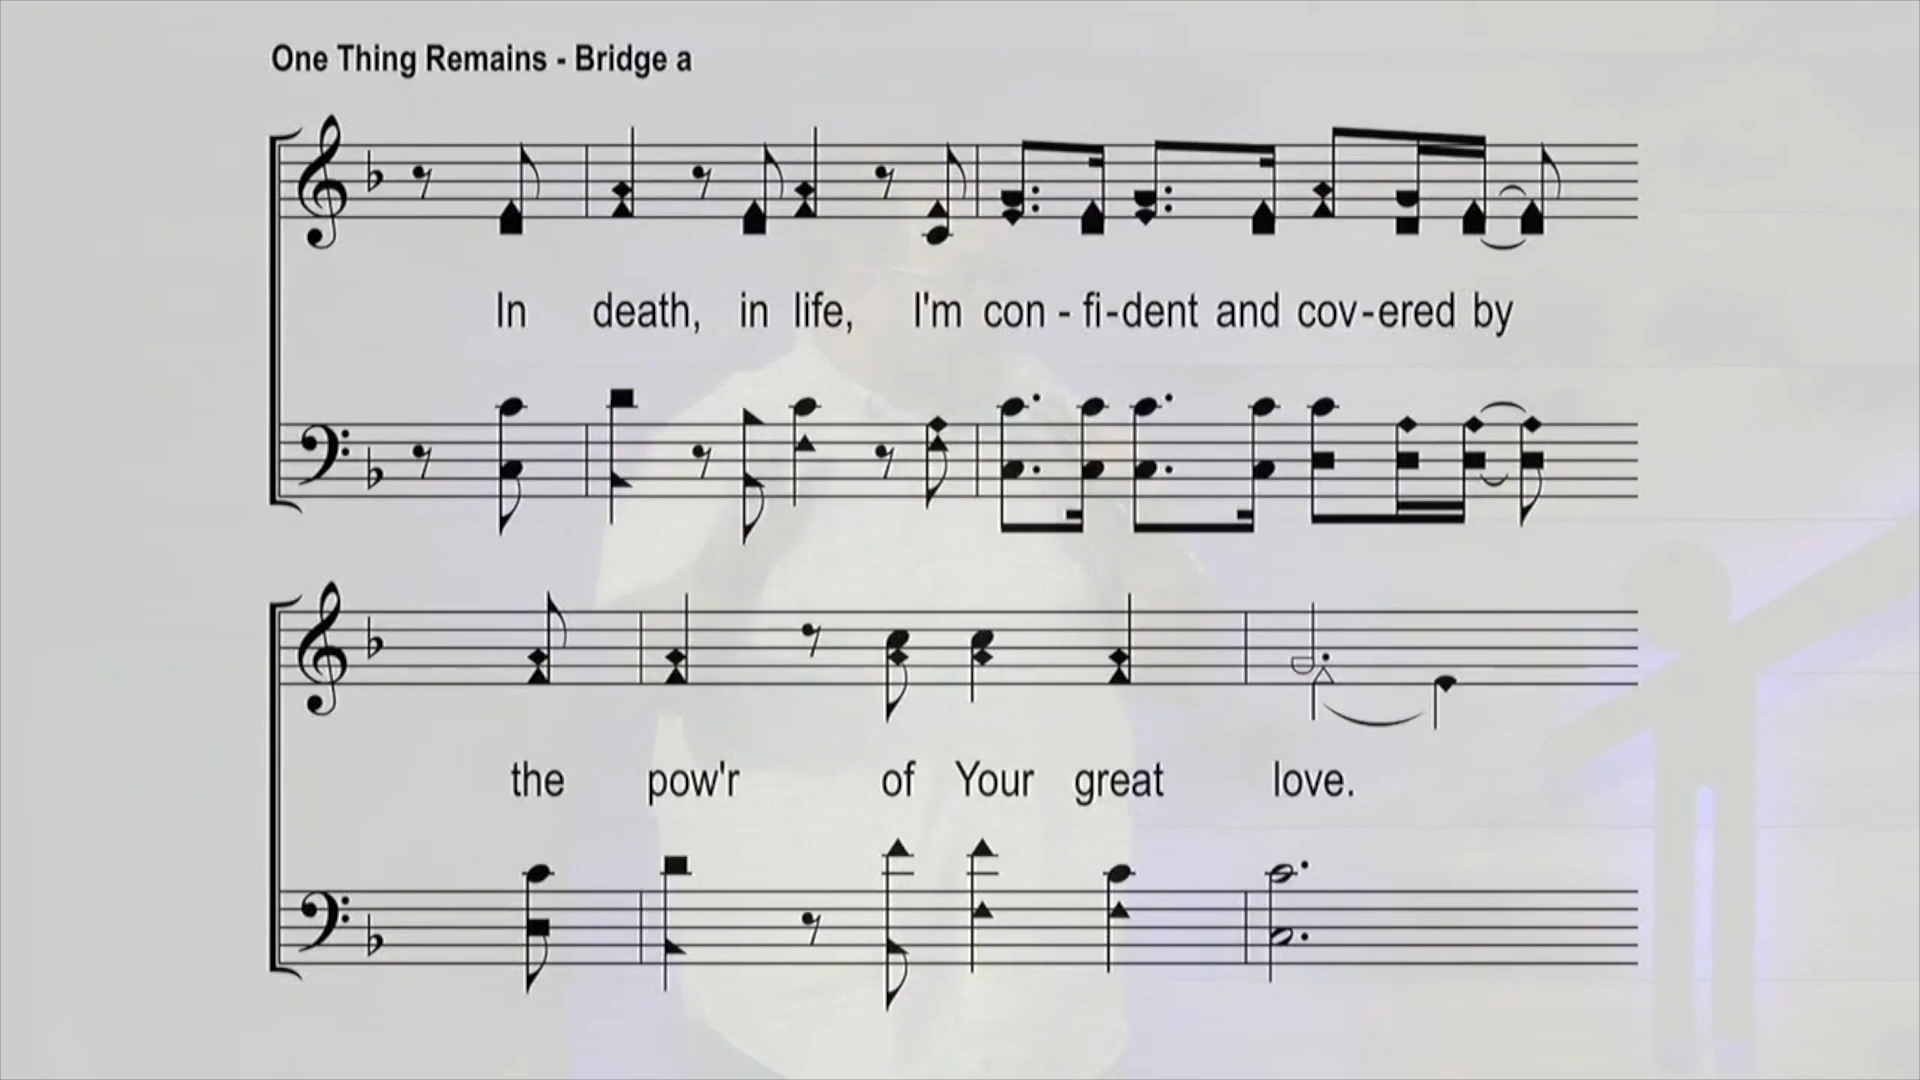 One Thing Remains - Bridge a
In death, in life, I'm con - fi-dent and cov-ered by
the pow'r of Your great love.